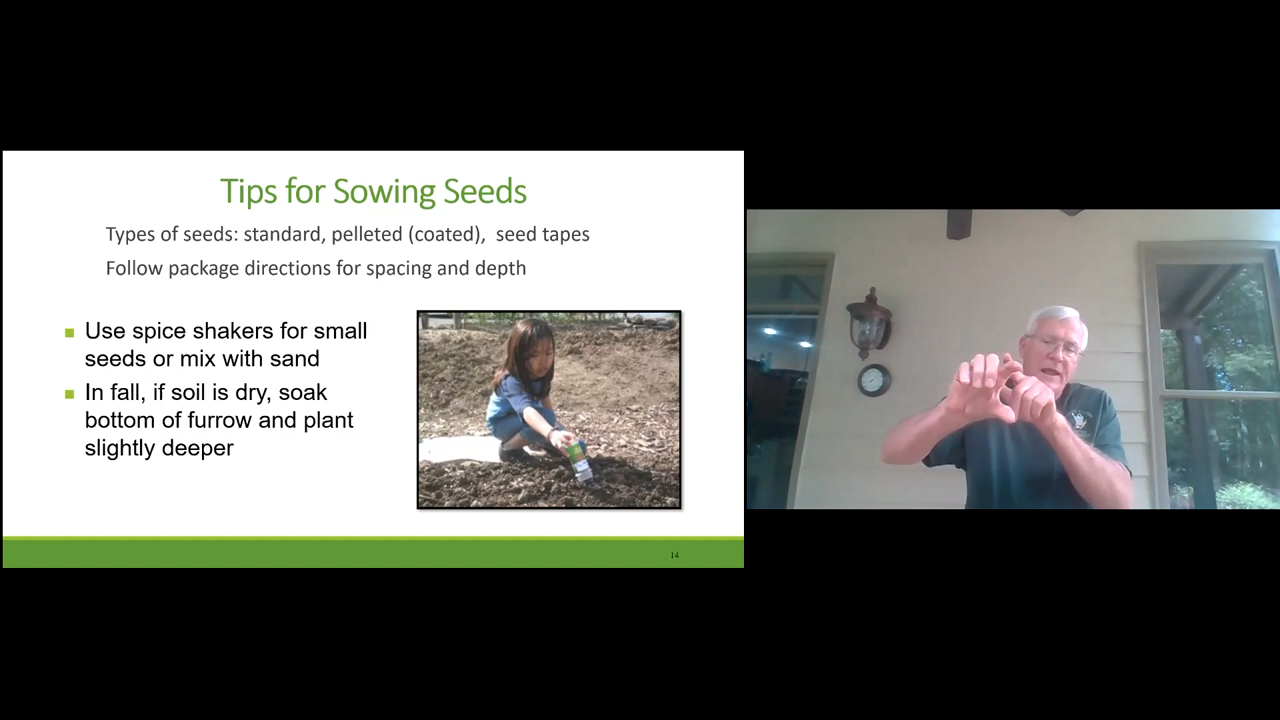 Tips for Sowing Seeds
Types of seeds: standard, pelleted (coated), seed tapes
Follow package directions for spacing and depth
Use spice shakers for small
seeds or mix with sand
In fall, if soil is dry, soak
bottom of furrow and plant
slightly deeper
14